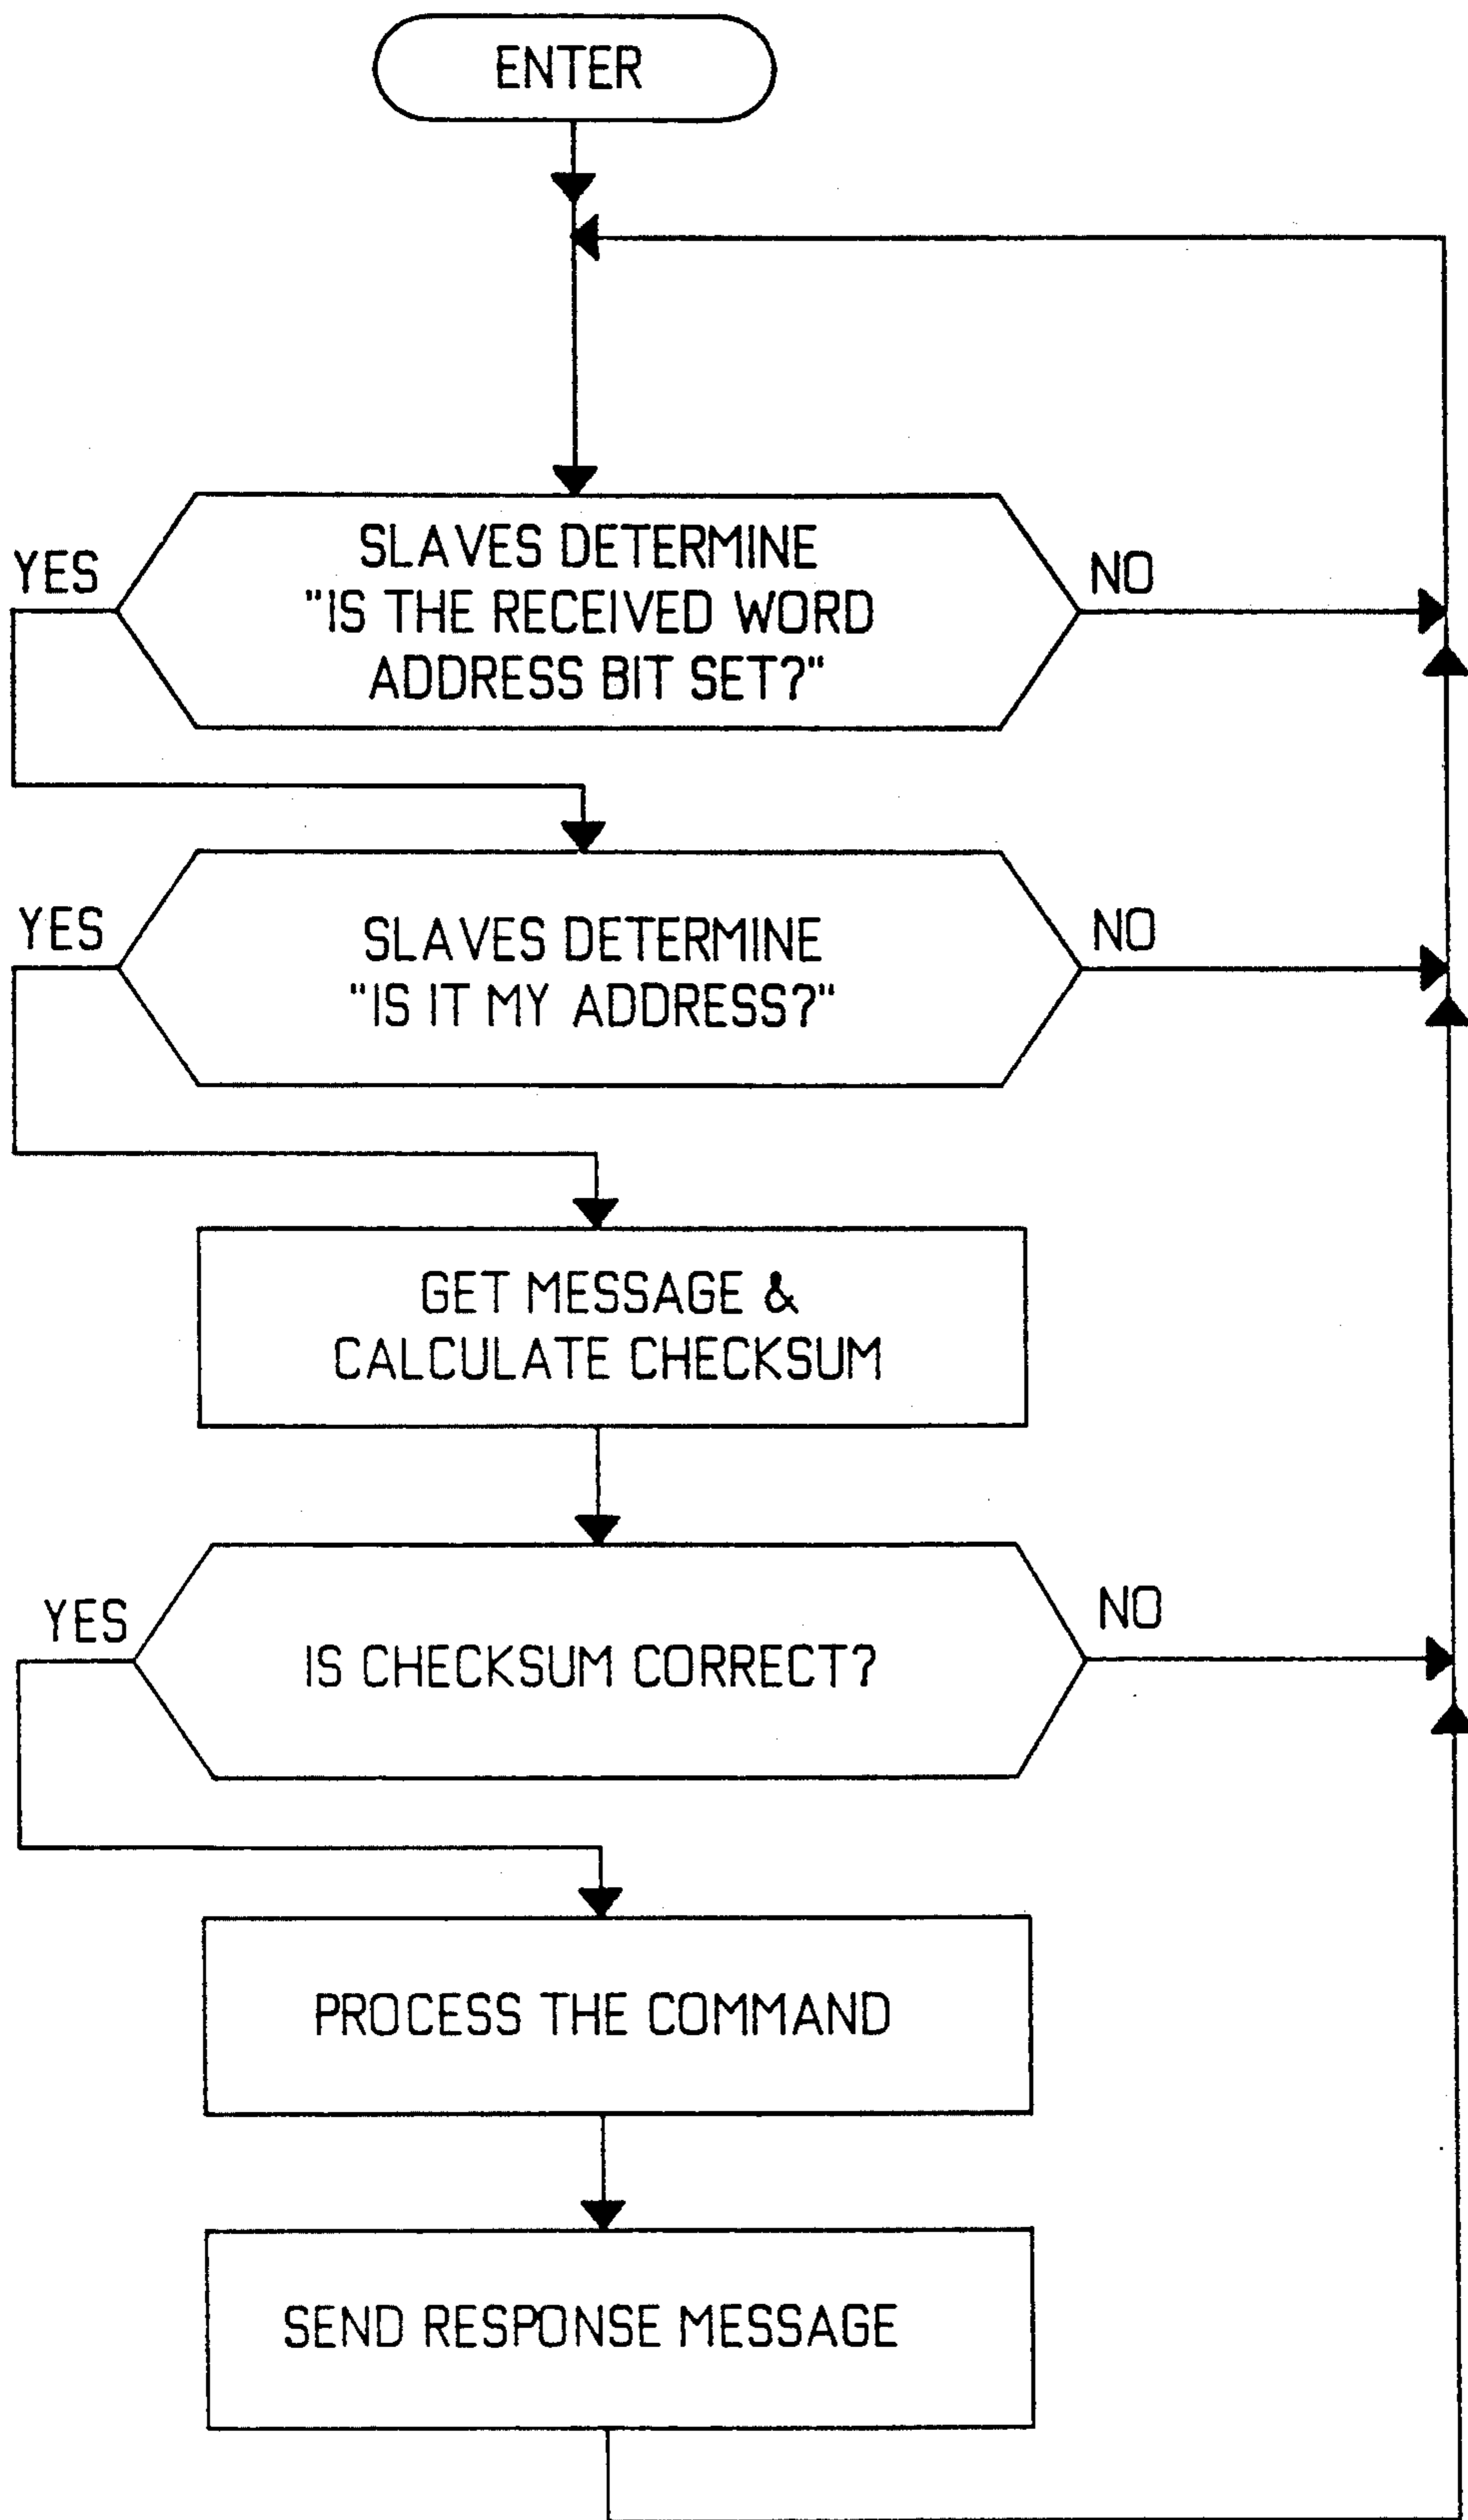 ENTER
SLAVES DETERMINE
"IS THE RECEIVED WORD
ADDRESS BIT SET?"
YES
NO
SLAVES DETERMINE
"IS IT MY ADDRESS?"
YES
NO
GET MESSAGE &
CALCULATE CHECKSUM
IS CHECKSUM CORRECT?
YES
NO
PROCESS THE COMMAND
SEND RESPONSE MESSAGE